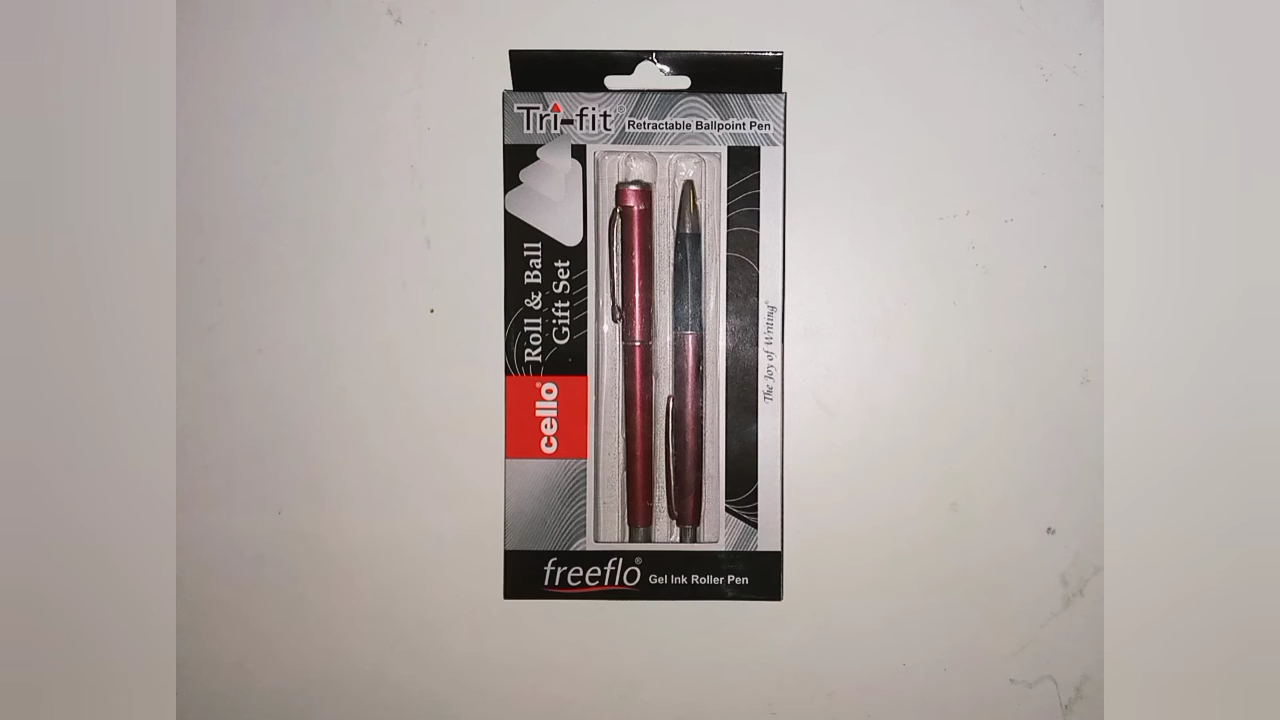 Tri-fit©
Retractable Ballpoint Pen
Roll & Ball
Gift Set
cello®
The Joy of Writing®
freeflo®
Gel Ink Roller Pen